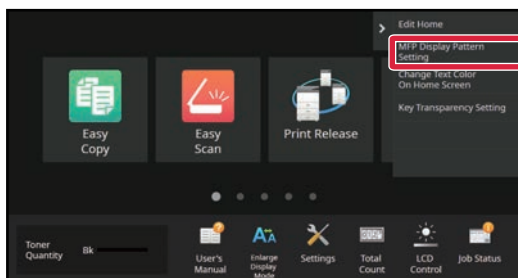 Edit Home
MFP Display Pattern
Setting
Change Text Color
On Home Screen
Key Transparency Setting
Easy
Copy
Easy
Scan
Print Release
Toner
Quantity
Bk
User's
Manual
Enlarge
Display
Mode
Settings
Total
Count
LCD
Control
Job Status